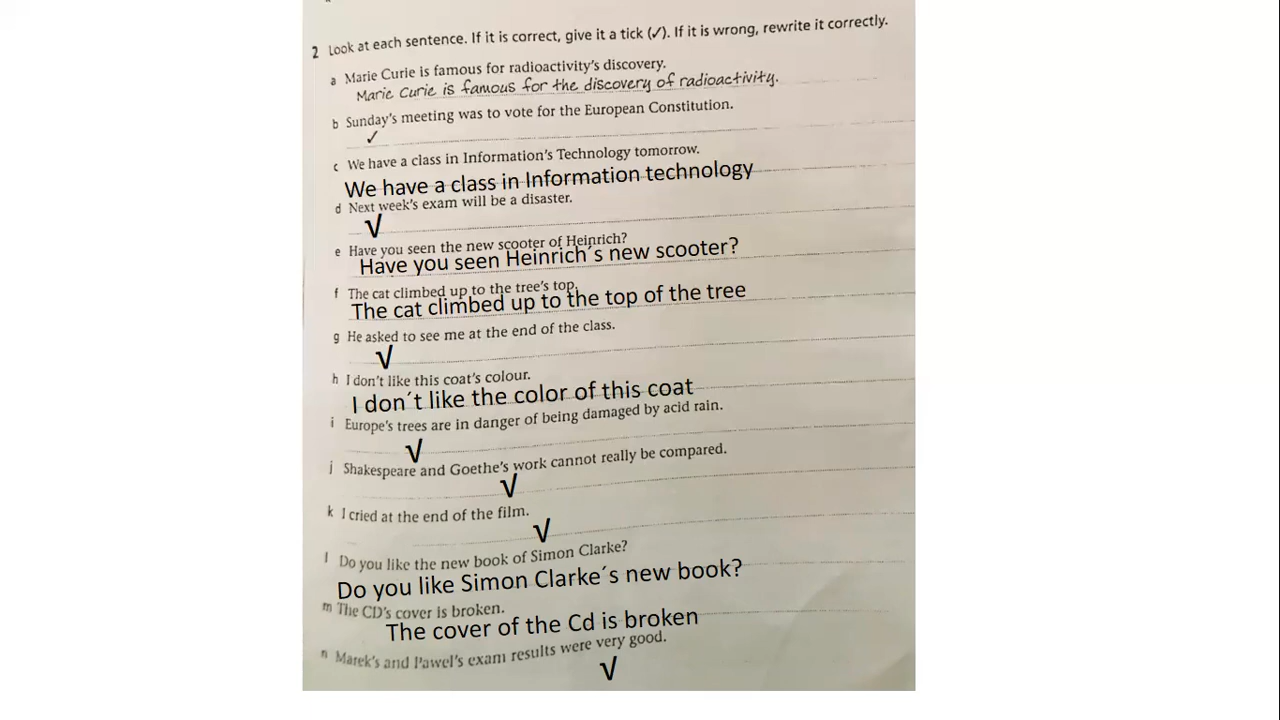 2 Look at each sentence. If it is correct, give it a tick (✓). If it is wrong, rewrite it correctly.
a Marie Curie is famous for radioactivity's discovery.
Marie Curie is famous for the discovery of radioactivity.
b Sunday's meeting was to vote for the European Constitution.
✓
c We have a class in Information's Technology tomorrow.
We have a class in Information technology
d Next week's exam will be a disaster.
√
e Have you seen the new scooter of Heinrich?
Have you seen Heinrich´s new scooter?
f The cat climbed up to the tree's top.
The cat climbed up to the top of the tree
g He asked to see me at the end of the class.
√
h I don't like this coat's colour.
I don´t like the color of this coat
i Europe's trees are in danger of being damaged by acid rain.
√
j Shakespeare and Goethe's work cannot really be compared.
√
k I cried at the end of the film.
√
l Do you like the new book of Simon Clarke?
Do you like Simon Clarke´s new book?
m The CD's cover is broken.
The cover of the Cd is broken
n Marek's and Pawel's exam results were very good.
√